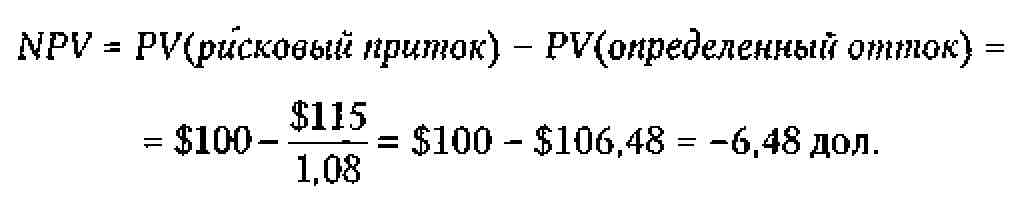 NPV = PV(рисковый приток) – PV(определенный отток) =
= $100 – $115/1,08 = $100 – $106,48 = –6,48 дол.